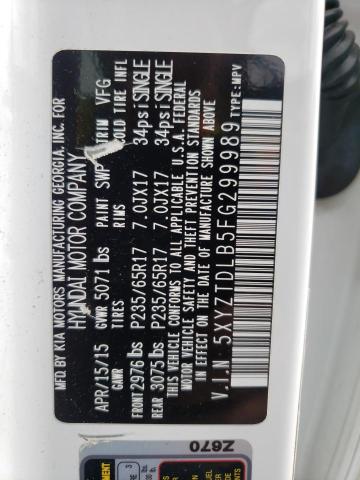 MFD. BY KIA MOTORS MANUFACTURING GEORGIA, INC. FOR
HYUNDAI MOTOR COMPANY
APR/15/15 PAINT SWP TRIM VFG
GVWR 5071 lbs
GAWR TIRES RIMS COLD TIRE INFL
FRONT 2976 lbs P235/65R17 7.0JX17 34psi SINGLE
REAR 3075 lbs P235/65R17 7.0JX17 34psi SINGLE
THIS VEHICLE CONFORMS TO ALL APPLICABLE U.S.A. FEDERAL
MOTOR VEHICLE SAFETY AND THEFT PREVENTION STANDARDS
IN EFFECT ON THE DATE OF MANUFACTURE SHOWN ABOVE.
V.I.N 5XYZTDLB5FG299989 TYPE:MPV
Z670